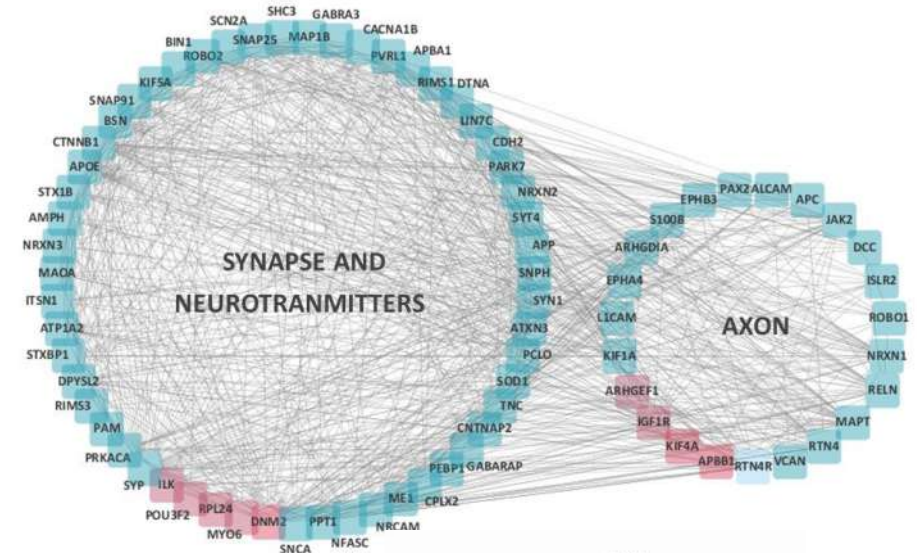 SHC3
GABRA3
SCN2A
CACNA1B
SNAP25
MAP1B
BIN1
ROBO2
PVRL1
APBA1
KIF5A
RIMS1
DTNA
SNAP91
BSN
LIN7C
CTNNB1
CDH2
APOE
PARK7
STX1B
NRXN2
AMPH
SYT4
NRXN3
APP
MAOA
SNPH
ITSN1
SYN1
ATP1A2
ATXN3
STXBP1
PCLO
DPYSL2
SOD1
RIMS3
TNC
PAM
CNTNAP2
PRKACA
PEBP1
GABARAP
SYP
ILK
ME1
CPLX2
POU3F2
RPL24
DNM2
PPT1
NRCAM
MYO6
SNCA
NFASC
SYNAPSE AND
NEUROTRANMITTERS
PAX2
ALCAM
EPHB3
APC
S100B
JAK2
ARHGDIA
DCC
EPHA4
ISLR2
L1CAM
ROBO1
KIF1A
NRXN1
ARHGEF1
RELN
IGF1R
MAPT
KIF4A
RTN4
APBB1
RTN4R
VCAN
AXON